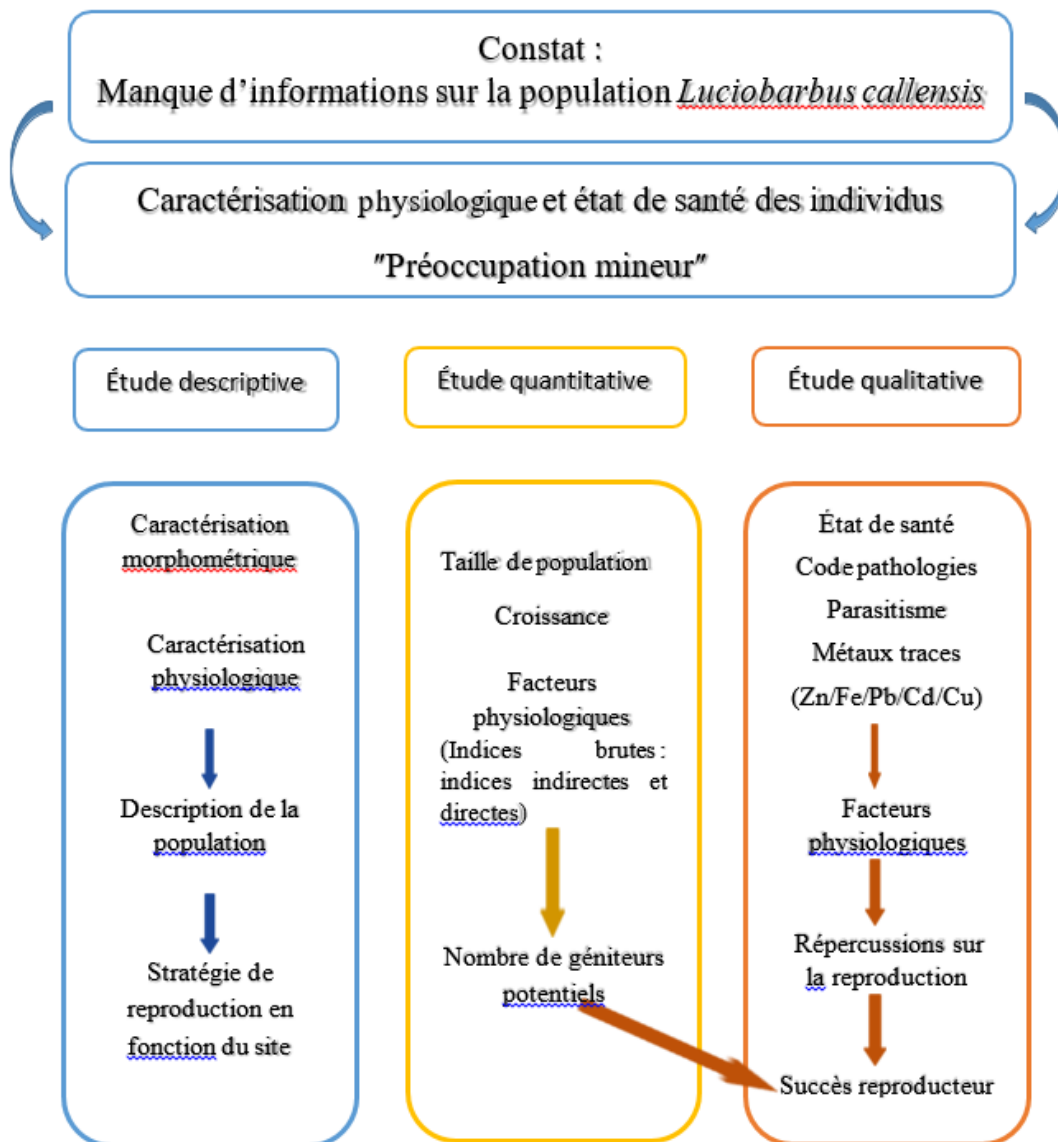 Constat :
Manque d’informations sur la population Luciobarbus callensis
Caractérisation physiologique et état de santé des individus
"Préoccupation mineur"
Étude descriptive
Étude quantitative
Étude qualitative
Caractérisation
morphométrique
Caractérisation
physiologique
Description de la
population
Stratégie de
reproduction en
fonction du site
Taille de population
Croissance
Facteurs
physiologiques
(Indices brutes :
indices indirectes et
directes)
Nombre de géniteurs
potentiels
État de santé
Code pathologies
Parasitisme
Métaux traces
(Zn/Fe/Pb/Cd/Cu)
Facteurs
physiologiques
Répercussions sur
la reproduction
Succès reproducteur